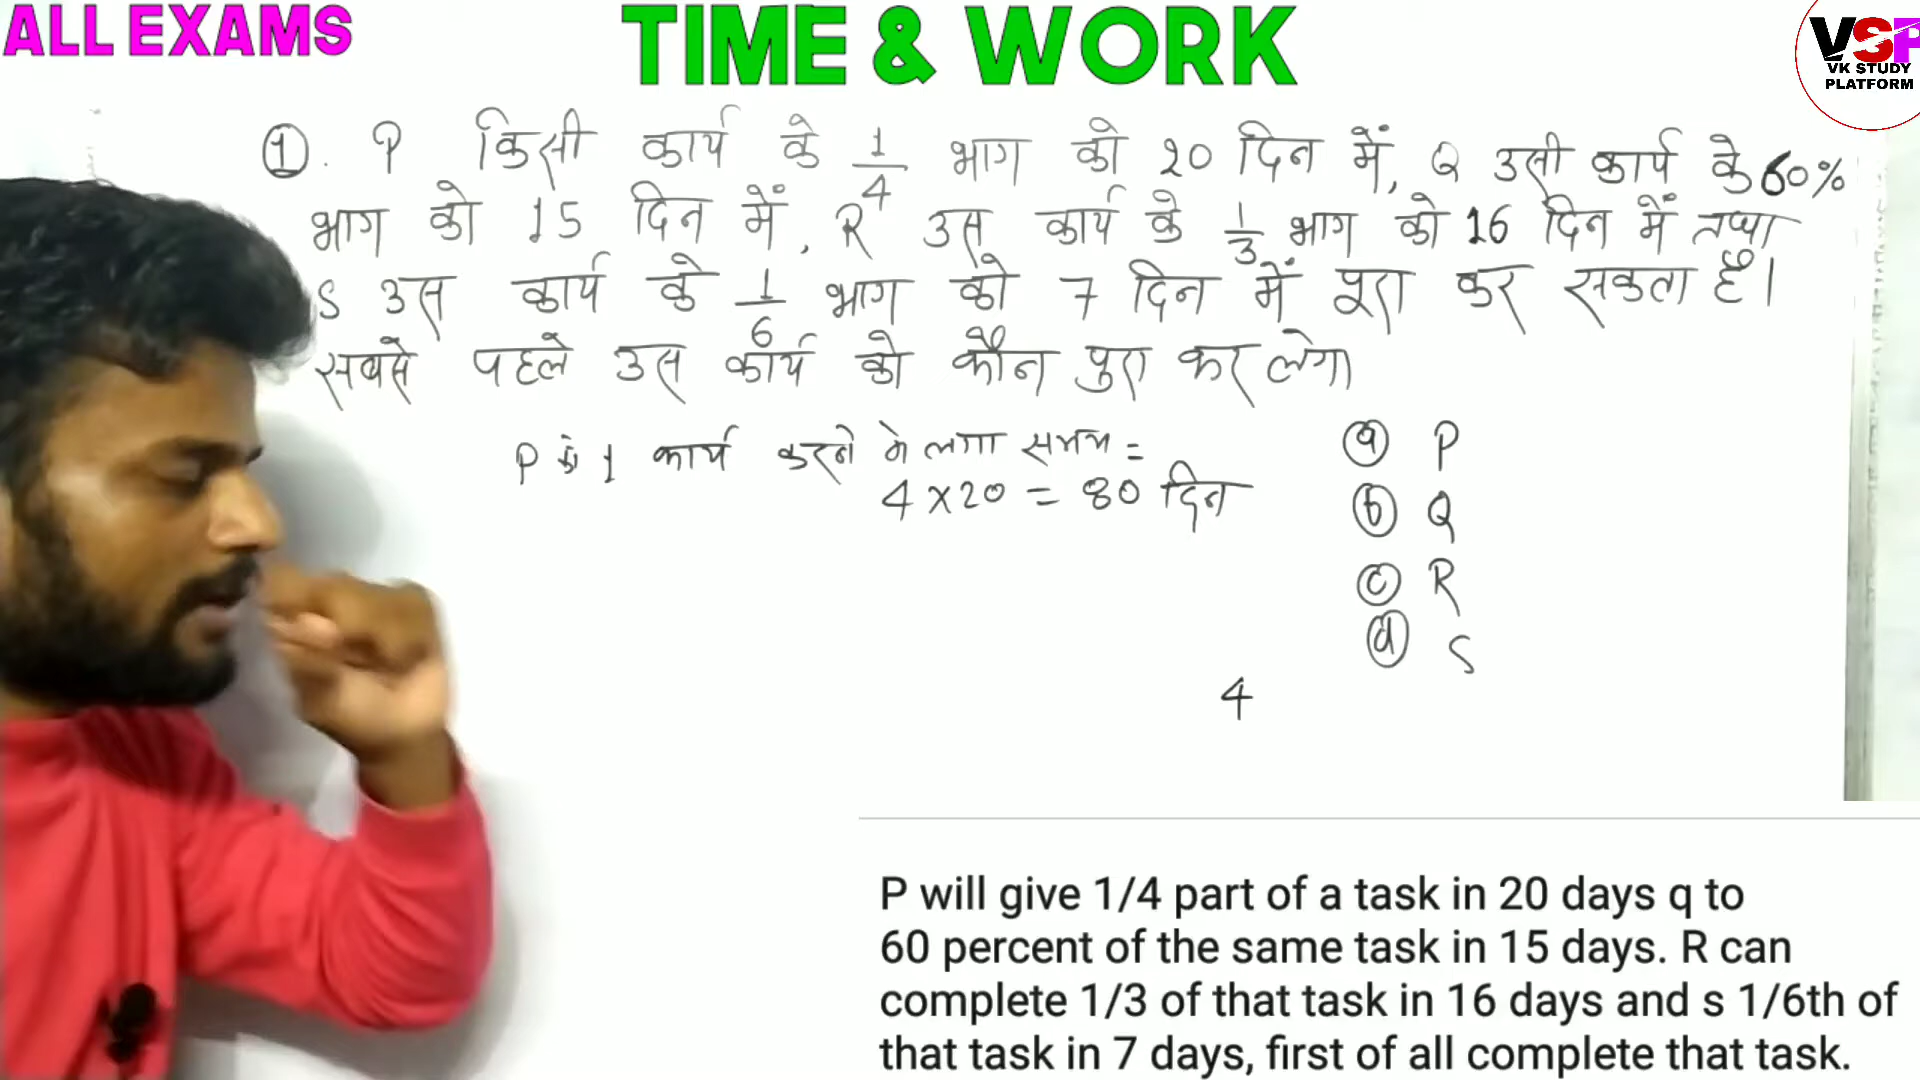 ALL EXAMS
TIME & WORK
VSP
VK STUDY
PLATFORM
①. P किसी कार्य के 1/4 भाग को 20 दिन में, Q उसी कार्य के 60%
भाग को 15 दिन में, R उस कार्य के 1/3 भाग को 16 दिन में तथा
S उस कार्य के 1/6 भाग को 7 दिन में पूरा कर सकता है।
सबसे पहले उस कार्य को कौन पुरा कर लेगा
P को 1 कार्य करने मे लगा समय =
4 × 20 = 80 दिन
ⓐ P
ⓑ Q
ⓒ R
ⓓ S
4
P will give 1/4 part of a task in 20 days q to
60 percent of the same task in 15 days. R can
complete 1/3 of that task in 16 days and s 1/6th of
that task in 7 days, first of all complete that task.